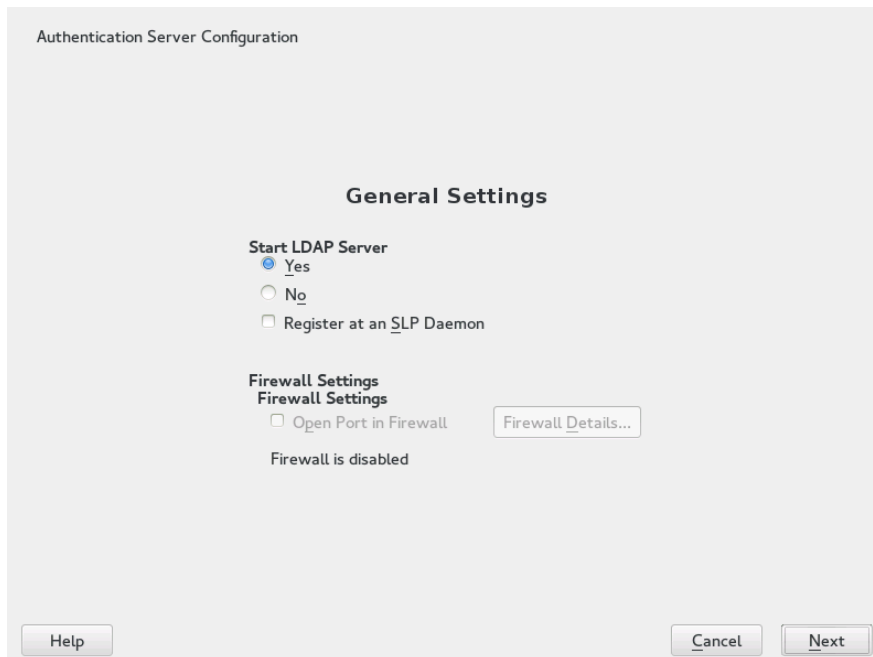 Authentication Server Configuration
General Settings
Start LDAP Server
Yes
No
Register at an SLP Daemon
Firewall Settings
Firewall Settings
Open Port in Firewall
Firewall Details...
Firewall is disabled
Help
Cancel
Next